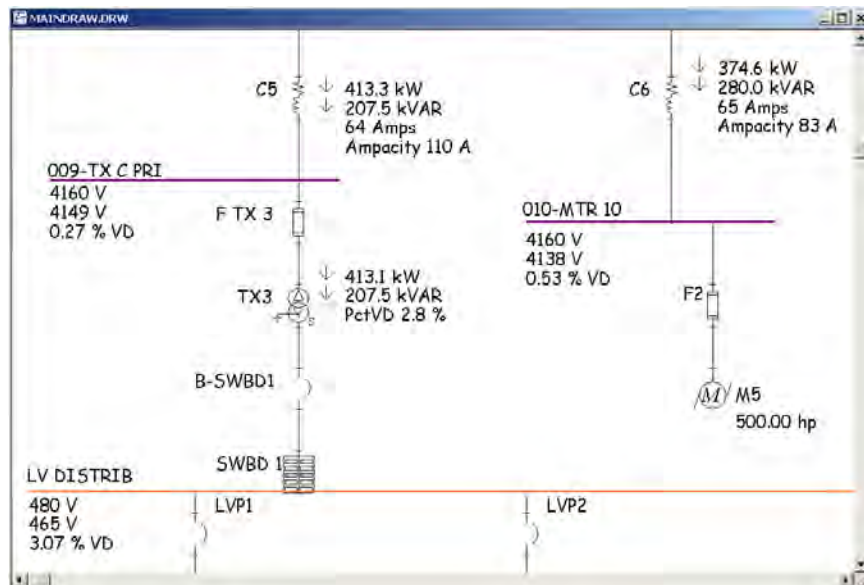 MAINDRAW.DRW
C5
413.3 kW
207.5 kVAR
64 Amps
Ampacity 110 A
C6
374.6 kW
280.0 kVAR
65 Amps
Ampacity 83 A
009-TX C PRI
4160 V
4149 V
0.27 % VD
F TX 3
010-MTR 10
4160 V
4138 V
0.53 % VD
TX3
413.1 kW
207.5 kVAR
PctVD 2.8 %
S
F2
B-SWBD1
M
M5
500.00 hp
SWBD 1
LV DISTRIB
480 V
465 V
3.07 % VD
LVP1
LVP2